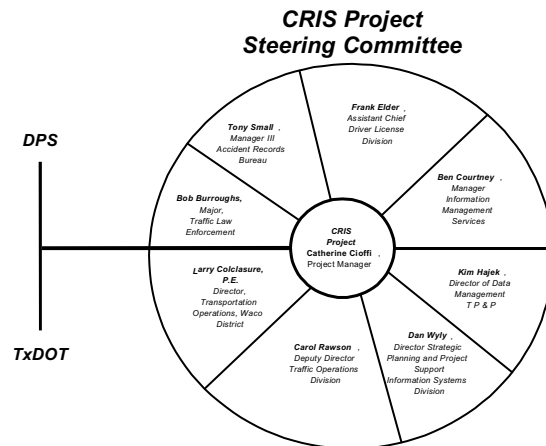 CRIS Project
Steering Committee
DPS
TxDOT
Frank Elder ,
Assistant Chief
Driver License
Division
Tony Small ,
Manager III
Accident Records
Bureau
Ben Courtney ,
Manager
Information
Management
Services
Bob Burroughs,
Major,
Traffic Law
Enforcement
CRIS
Project
Catherine Cioffi ,
Project Manager
Larry Colclasure,
P.E.
Director,
Transportation
Operations, Waco
District
Kim Hajek ,
Director of Data
Management
T P & P
Carol Rawson ,
Deputy Director
Traffic Operations
Division
Dan Wyly ,
Director Strategic
Planning and Project
Support
Information Systems
Division